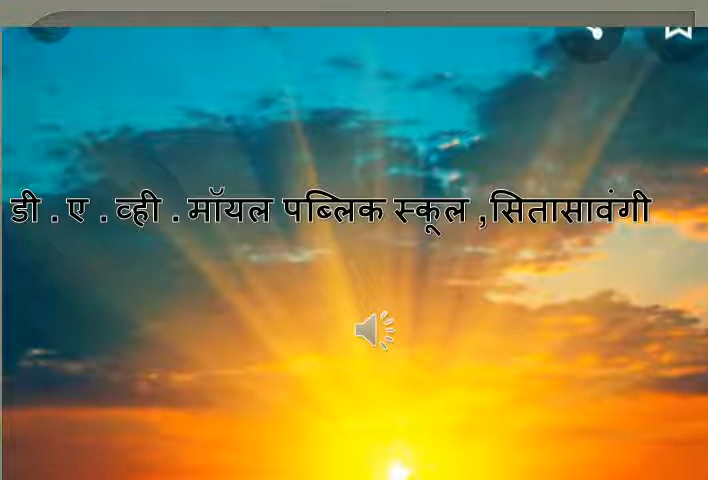 डी . ए . व्ही . मॉयल पब्लिक स्कूल ,सितासावंगी